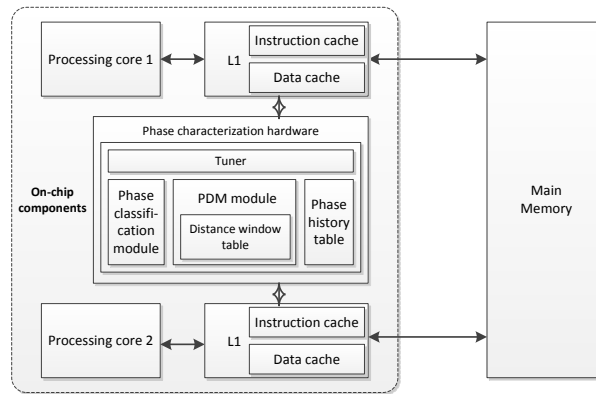 Processing core 1
L1
Instruction cache
Data cache
Phase characterization hardware
Tuner
On-chip
components
Phase
classifi-
cation
module
PDM module
Distance window
table
Phase
history
table
Main
Memory
Processing core 2
L1
Instruction cache
Data cache